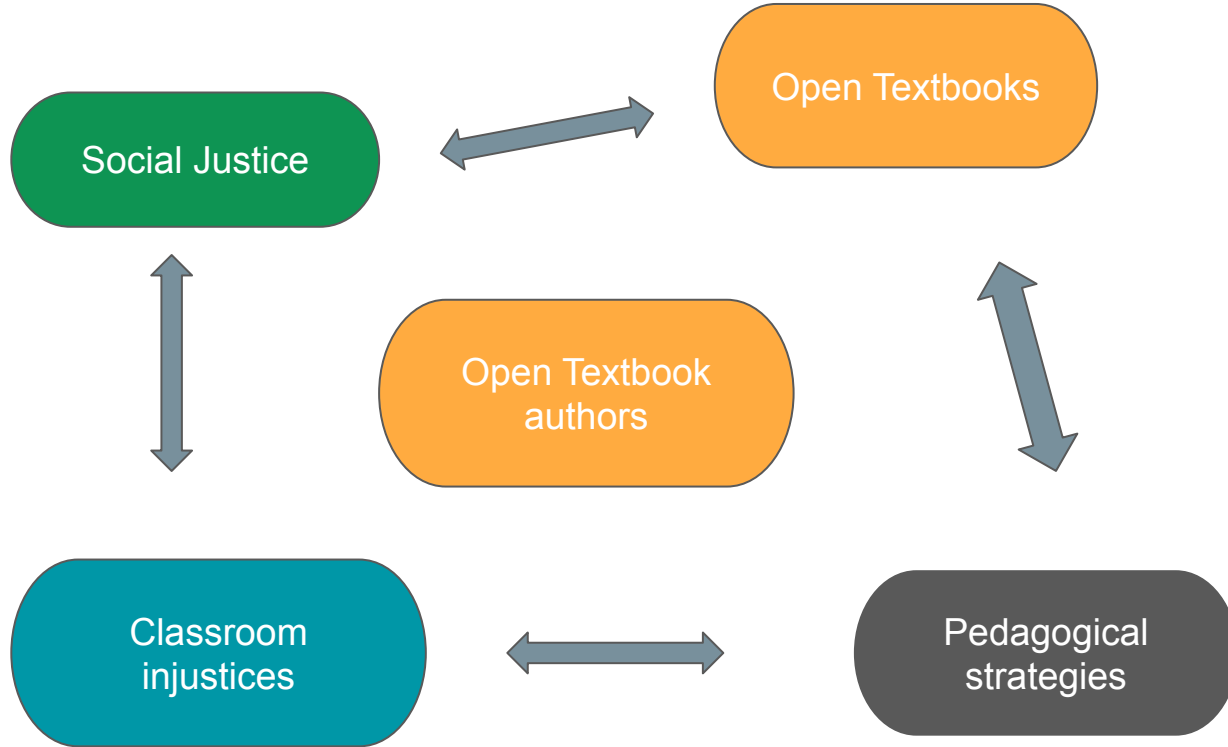 Open Textbooks
Social Justice
Open Textbook
authors
Classroom
injustices
Pedagogical
strategies